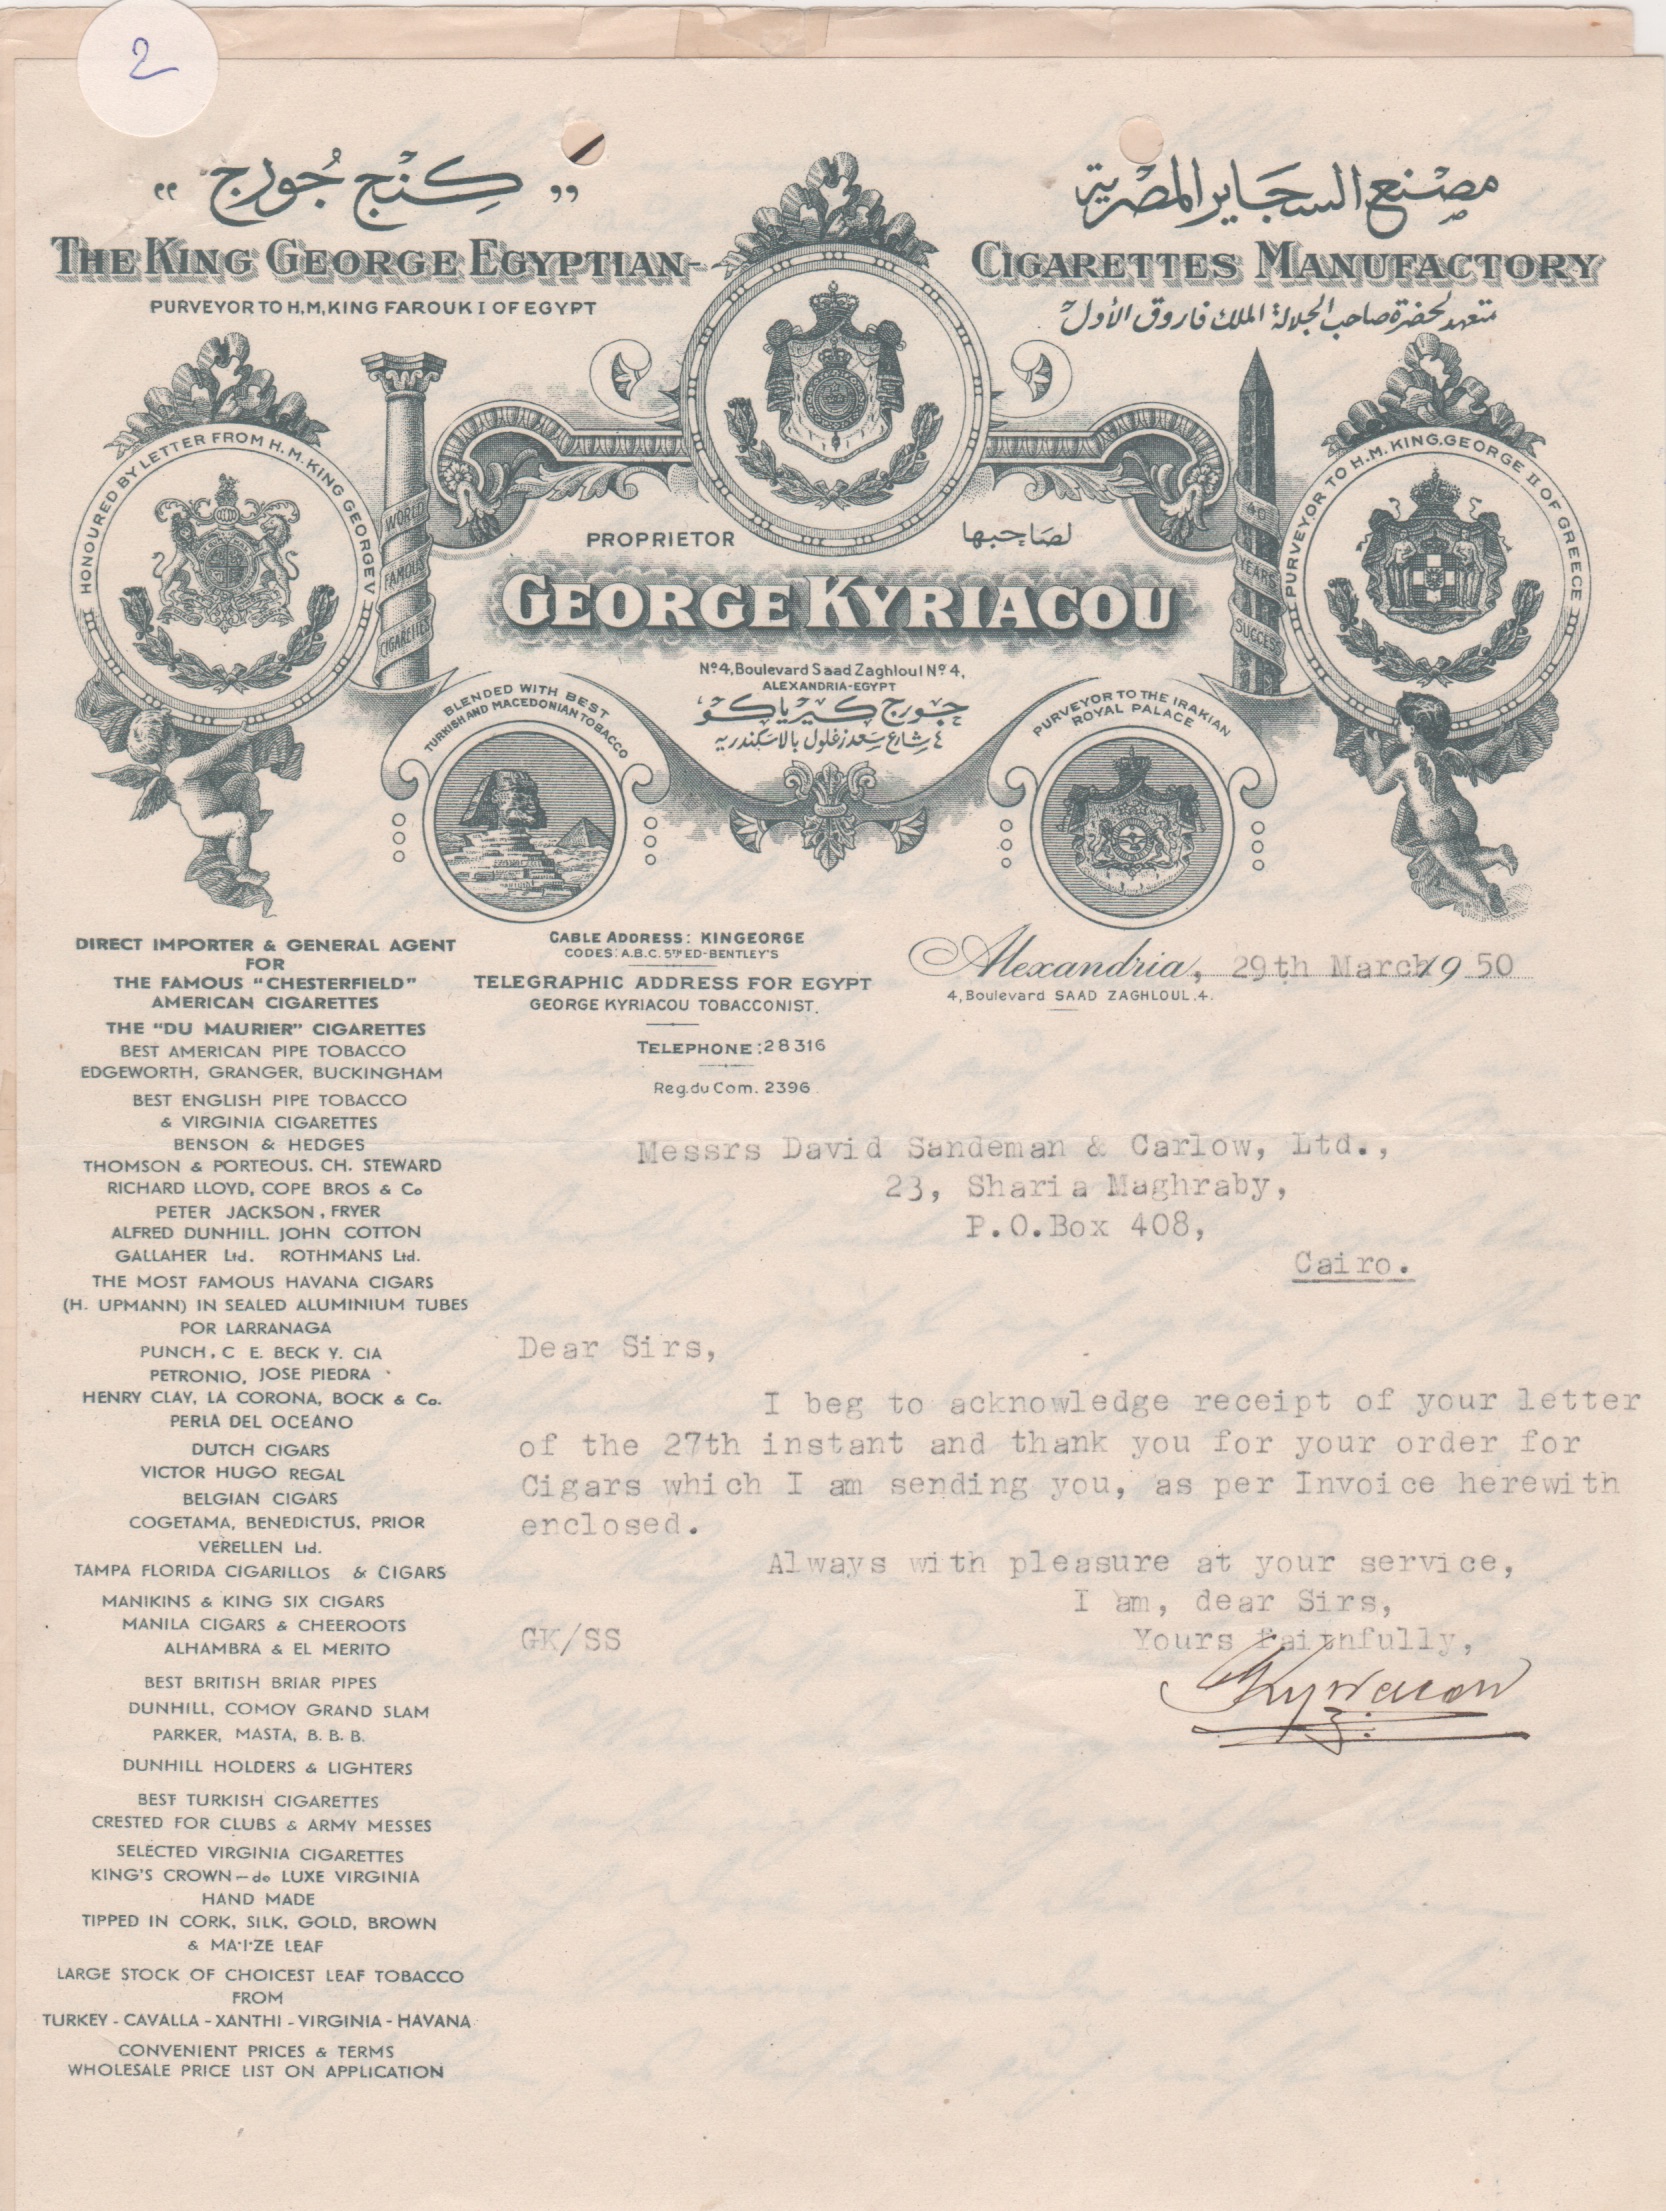 2
"كنج جورج"
مصنع السجاير المصرية
THE KING GEORGE EGYPTIAN-
CIGARETTES MANUFACTORY
PURVEYOR TO H,M,KING FAROUK I OF EGYPT
متعهد لحضرة صاحب الجلالة الملك فاروق الأول
HONOURED BY LETTER FROM H.M.KING GEORGE V
WORLD
FAMOUS
CIGARETTES
40
YEARS
SUCCESS
PURVEYOR TO H.M.KING.GEORGE II OF GREECE
PROPRIETOR
لصاحبها
GEORGE KYRIACOU
Nº4,Boulevard Saad Zaghloul Nº4,
ALEXANDRIA-EGYPT
جورج كيرياكو
٤ شارع سعد زغلول بالاسكندريه
BLENDED WITH BEST
TURKISH AND MACEDONIAN TOBACCO
PURVEYOR TO THE IRAKIAN
ROYAL PALACE
DIRECT IMPORTER & GENERAL AGENT
FOR
THE FAMOUS "CHESTERFIELD"
AMERICAN CIGARETTES
THE "DU MAURIER" CIGARETTES
BEST AMERICAN PIPE TOBACCO
EDGEWORTH, GRANGER, BUCKINGHAM
BEST ENGLISH PIPE TOBACCO
& VIRGINIA CIGARETTES
BENSON & HEDGES
THOMSON & PORTEOUS. CH. STEWARD
RICHARD LLOYD, COPE BROS & Co
PETER JACKSON, FRYER
ALFRED DUNHILL. JOHN COTTON
GALLAHER Ltd. ROTHMANS Ltd.
THE MOST FAMOUS HAVANA CIGARS
(H. UPMANN) IN SEALED ALUMINIUM TUBES
POR LARRANAGA
PUNCH, C E. BECK Y. CIA
PETRONIO, JOSE PIEDRA
HENRY CLAY, LA CORONA, BOCK & Co.
PERLA DEL OCEANO
DUTCH CIGARS
VICTOR HUGO REGAL
BELGIAN CIGARS
COGETAMA, BENEDICTUS, PRIOR
VERELLEN Ltd.
TAMPA FLORIDA CIGARILLOS & CIGARS
MANIKINS & KING SIX CIGARS
MANILA CIGARS & CHEEROOTS
ALHAMBRA & EL MERITO
BEST BRITISH BRIAR PIPES
DUNHILL, COMOY GRAND SLAM
PARKER, MASTA, B. B. B.
DUNHILL HOLDERS & LIGHTERS
BEST TURKISH CIGARETTES
CRESTED FOR CLUBS & ARMY MESSES
SELECTED VIRGINIA CIGARETTES
KING'S CROWN — de LUXE VIRGINIA
HAND MADE
TIPPED IN CORK, SILK, GOLD, BROWN
& MA·I·ZE LEAF
LARGE STOCK OF CHOICEST LEAF TOBACCO
FROM
TURKEY - CAVALLA - XANTHI - VIRGINIA - HAVANA
CONVENIENT PRICES & TERMS
WHOLESALE PRICE LIST ON APPLICATION
CABLE ADDRESS: KINGEORGE
CODES: A.B.C. 5TH ED-BENTLEY'S
TELEGRAPHIC ADDRESS FOR EGYPT
GEORGE KYRIACOU TOBACCONIST.
TELEPHONE: 28316
Reg.du Com. 2396
Alexandria, 29th March 19 50
4, Boulevard SAAD ZAGHLOUL .4.
Messrs David Sandeman & Carlow, Ltd.,
23, Sharia Maghraby,
P.O.Box 408,
Cairo.
Dear Sirs,
I beg to acknowledge receipt of your letter
of the 27th instant and thank you for your order for
Cigars which I am sending you, as per Invoice herewith
enclosed.
Always with pleasure at your service,
I am, dear Sirs,
GK/SS Yours faithfully,
GKyriacou